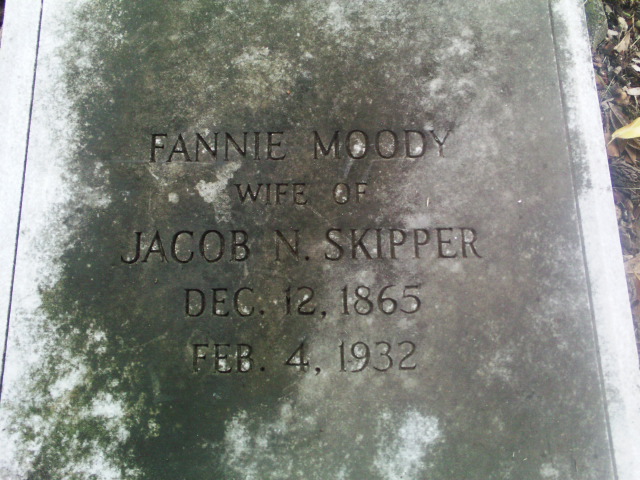 FANNIE MOODY
WIFE OF
JACOB N. SKIPPER
DEC. 12, 1865
FEB. 4, 1932